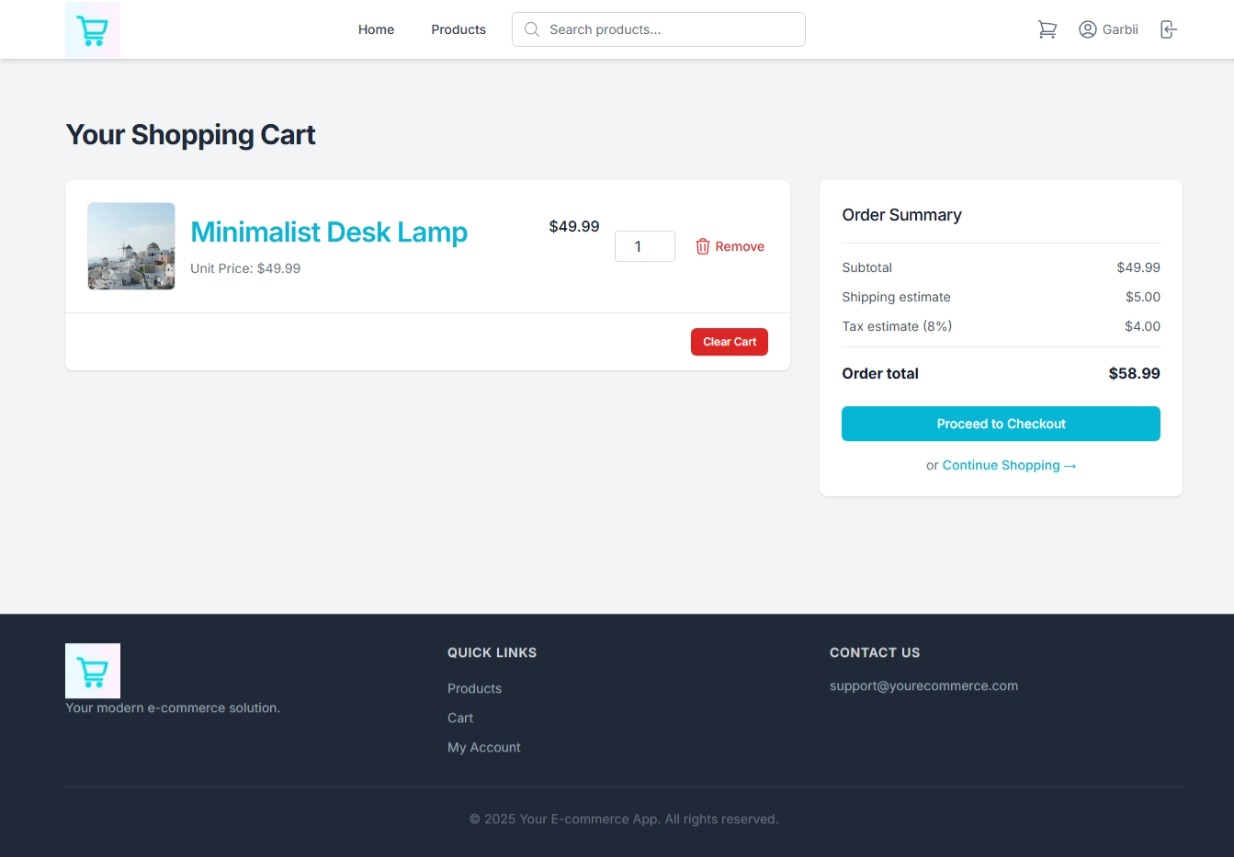 Home Products Search products... Garbii
Your Shopping Cart
Minimalist Desk Lamp
Unit Price: $49.99
$49.99
1
Remove
Clear Cart
Order Summary
Subtotal $49.99
Shipping estimate $5.00
Tax estimate (8%) $4.00
Order total $58.99
Proceed to Checkout
or Continue Shopping →
Your modern e-commerce solution.
QUICK LINKS
Products
Cart
My Account
CONTACT US
support@yourecommerce.com
© 2025 Your E-commerce App. All rights reserved.